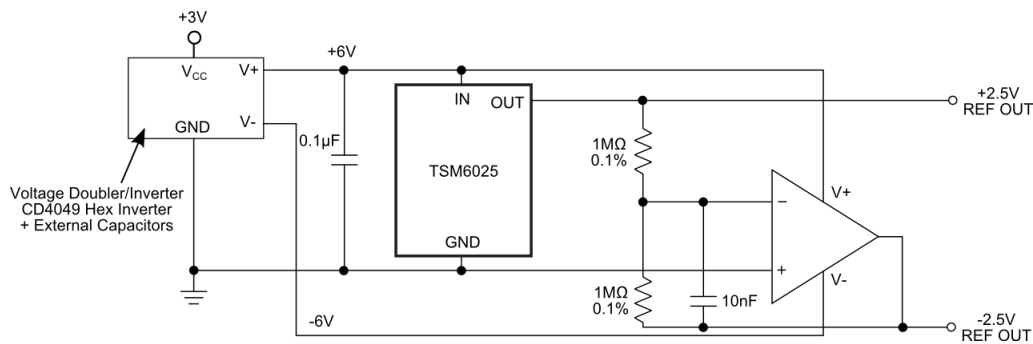 +3V
VCC
V+
V-
GND
Voltage Doubler/Inverter
CD4049 Hex Inverter
+ External Capacitors
+6V
0.1µF
IN
OUT
TSM6025
GND
-6V
1MΩ
0.1%
1MΩ
0.1%
10nF
−
+
V+
V-
+2.5V
REF OUT
-2.5V
REF OUT